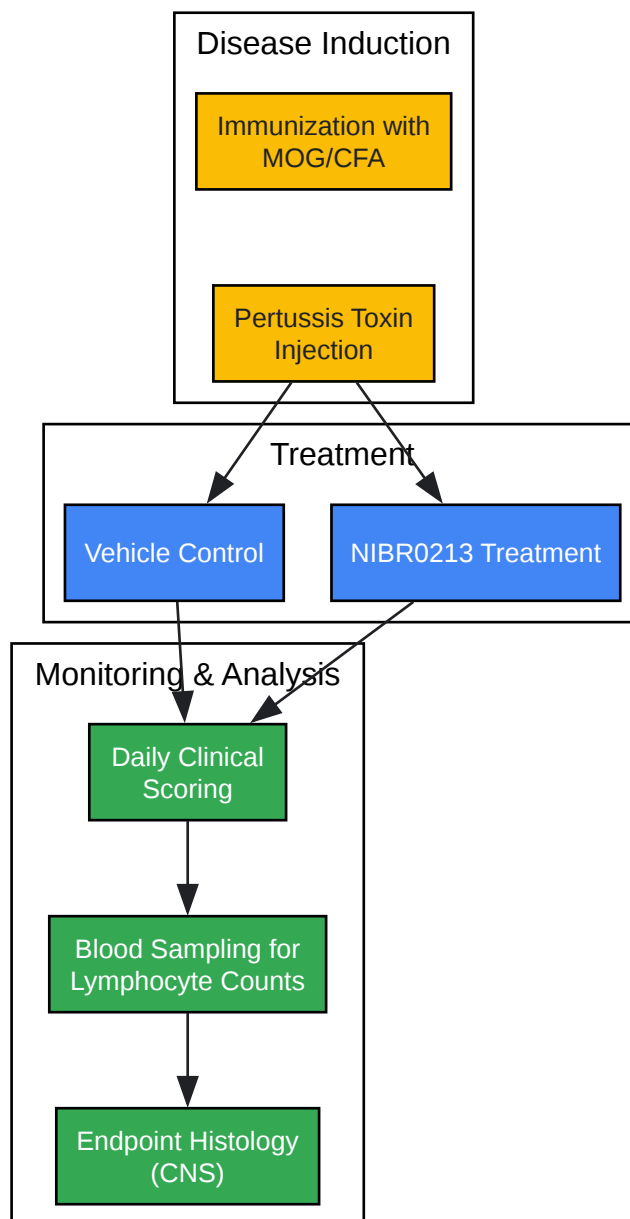 Disease Induction
Immunization with
MOG/CFA
Pertussis Toxin
Injection
Treatment
Vehicle Control
NIBR0213 Treatment
Monitoring & Analysis
Daily Clinical
Scoring
Blood Sampling for
Lymphocyte Counts
Endpoint Histology
(CNS)